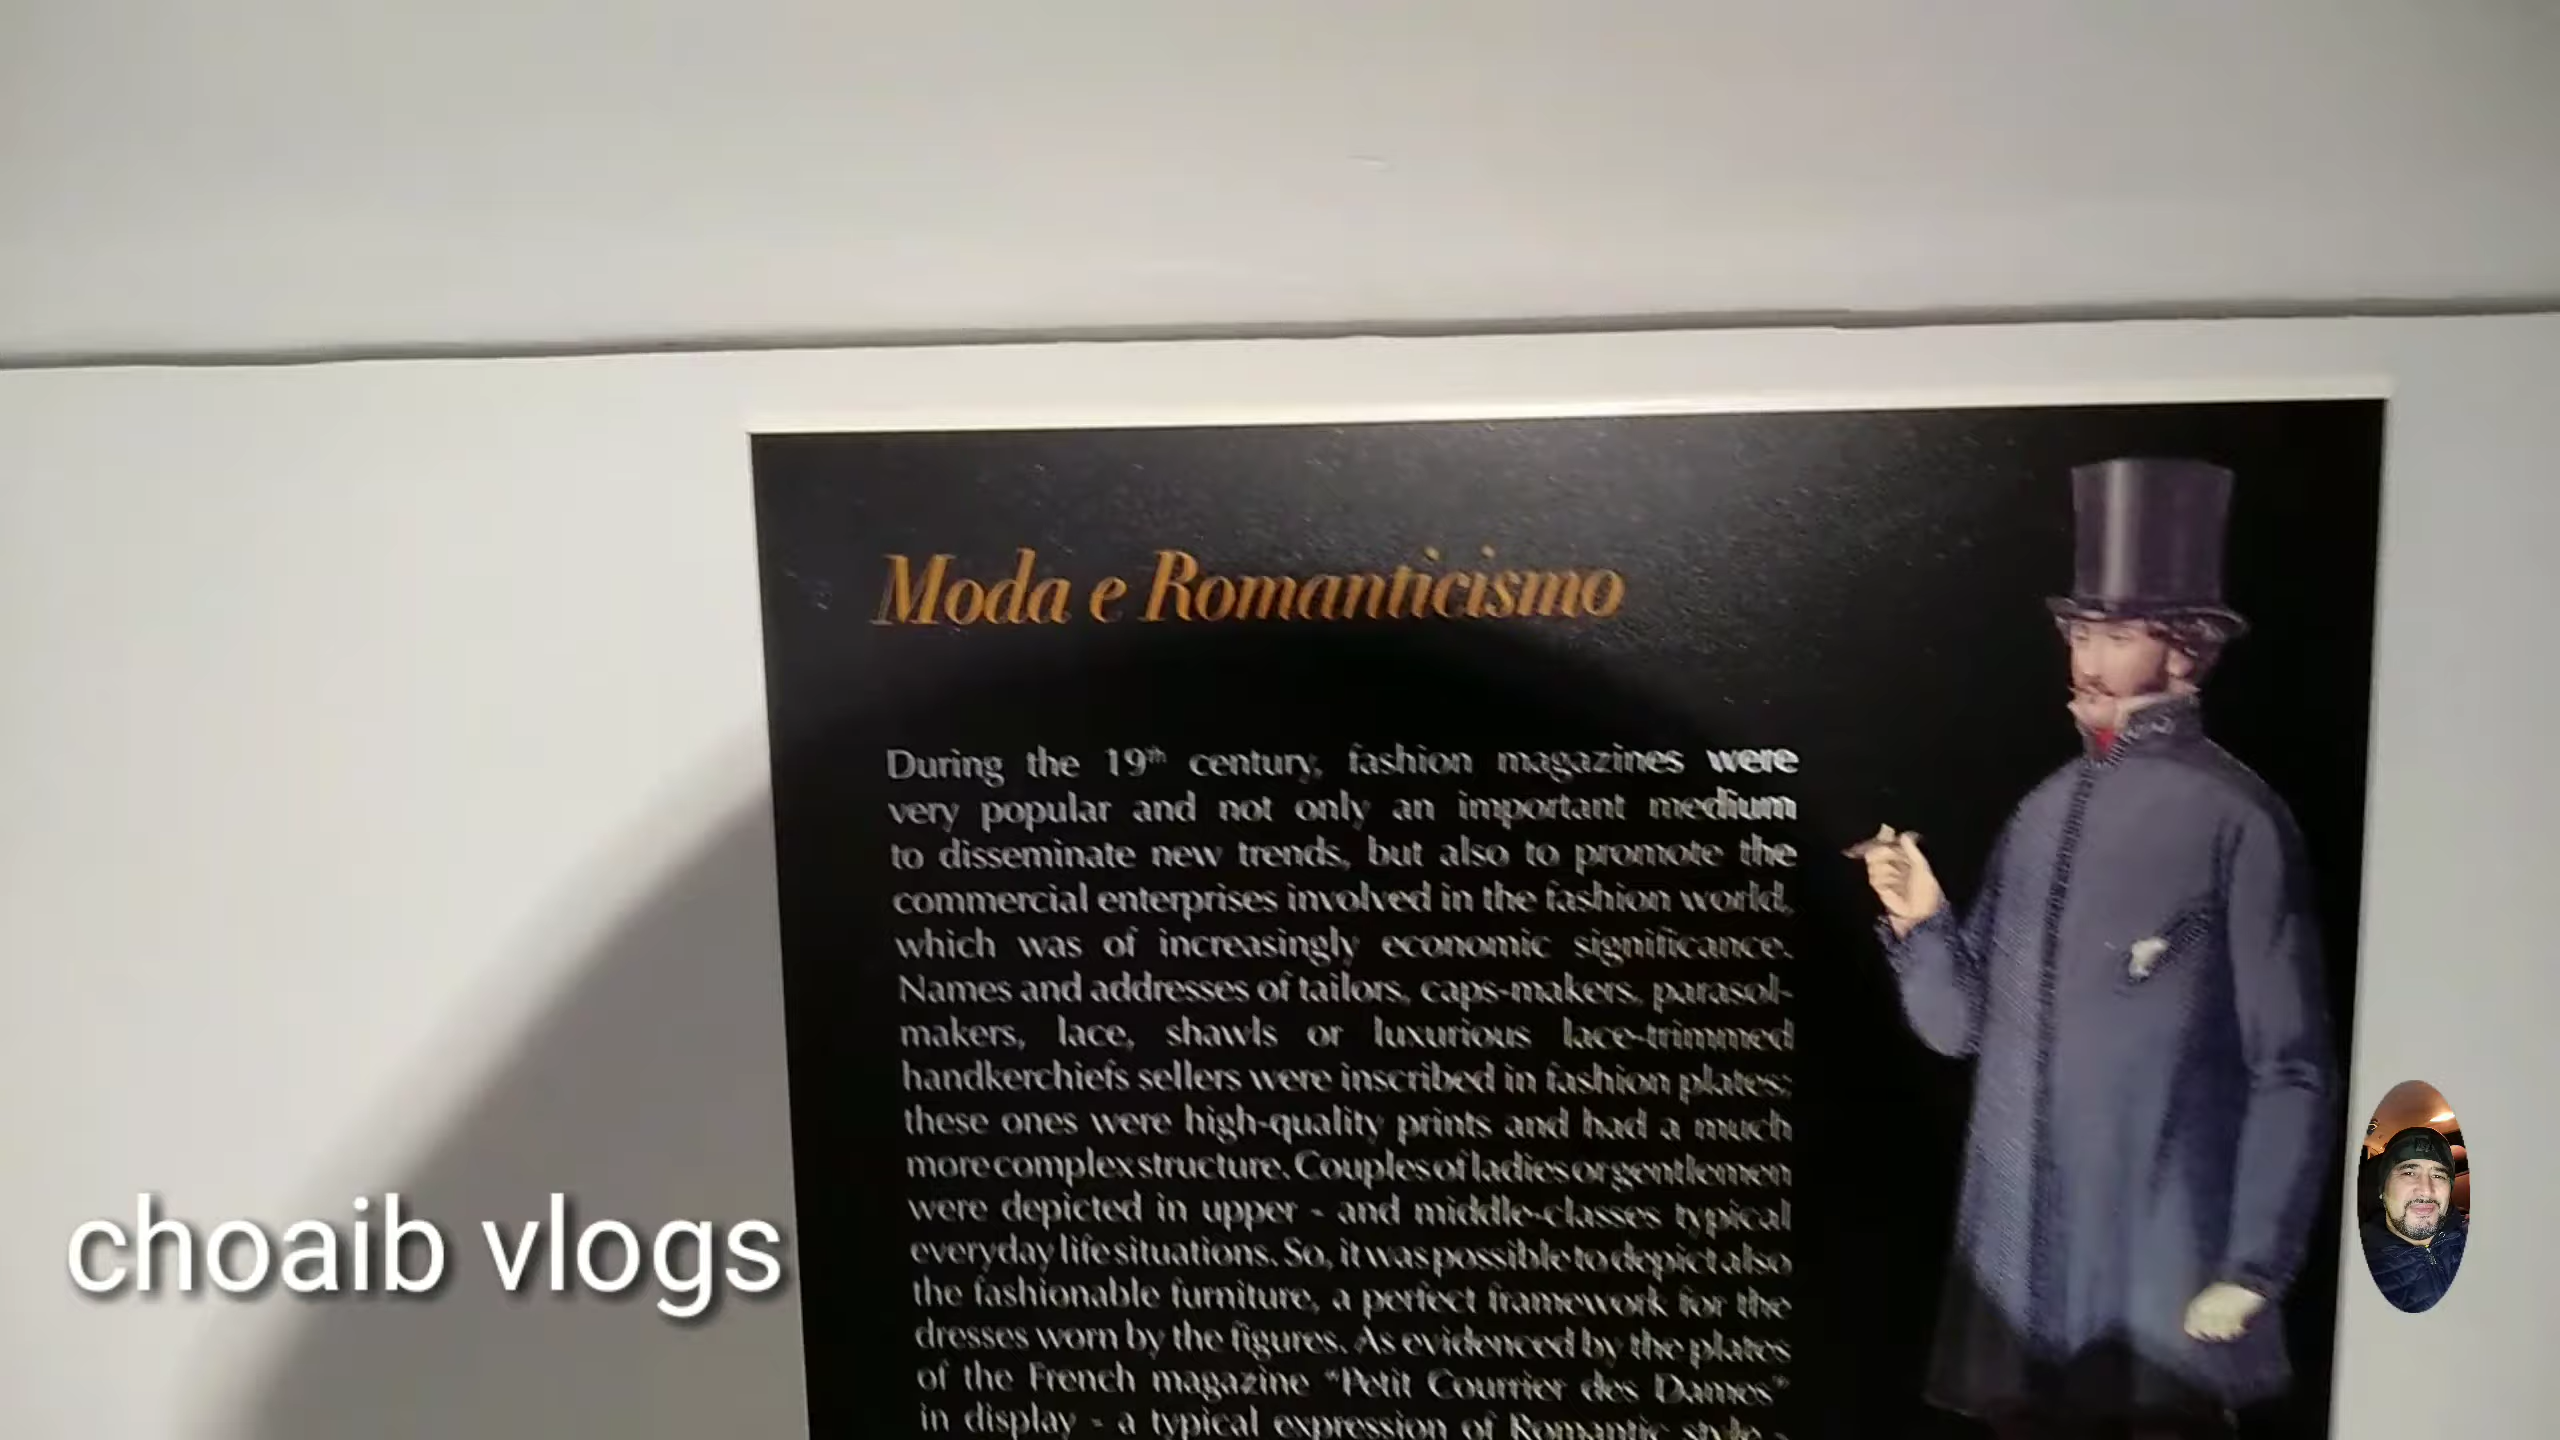 Moda e Romanticismo
During the 19th century, fashion magazines were
very popular and not only an important medium
to disseminate new trends, but also to promote the
commercial enterprises involved in the fashion world,
which was of increasingly economic significance.
Names and addresses of tailors, caps-makers, parasol-
makers, lace, shawls or luxurious lace-trimmed
handkerchiefs sellers were inscribed in fashion plates;
these ones were high-quality prints and had a much
more complex structure. Couples of ladies or gentlemen
were depicted in upper - and middle-classes typical
everyday life situations. So, it was possible to depict also
the fashionable furniture, a perfect framework for the
dresses worn by the figures. As evidenced by the plates
of the French magazine "Petit Courrier des Dames"
in display - a typical expression of Romantic style -
choaib vlogs